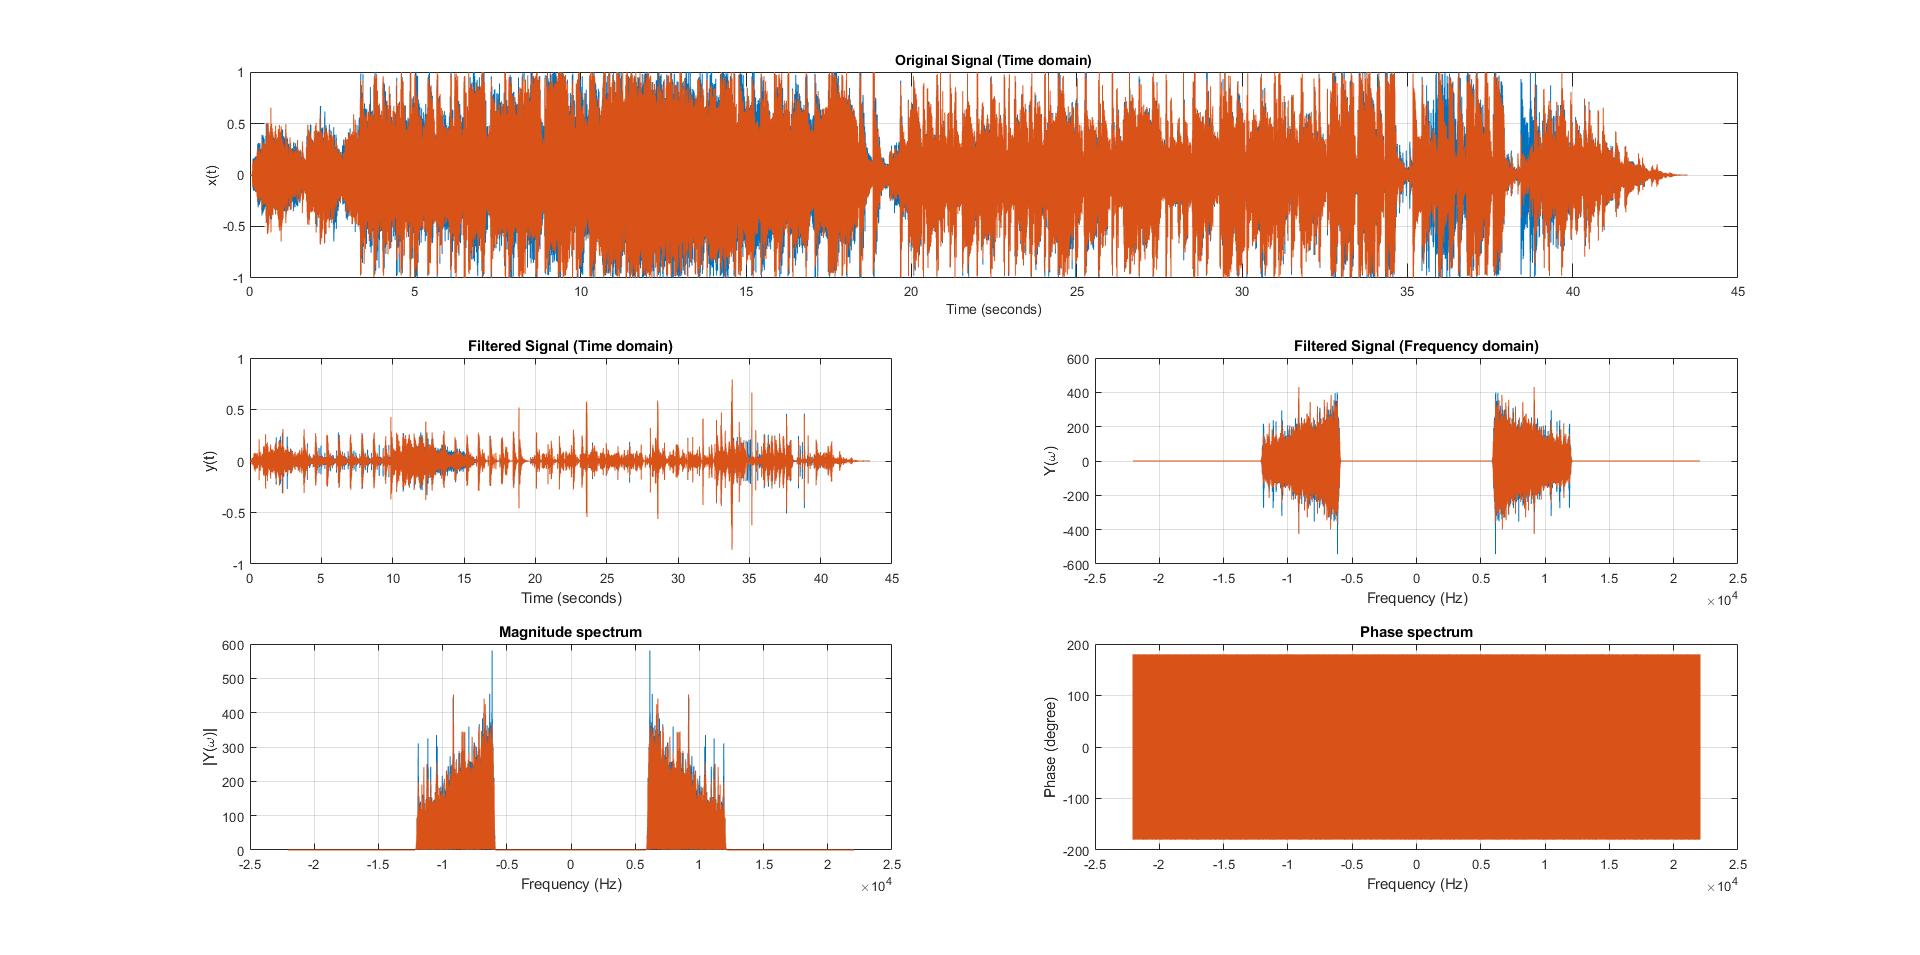 Original Signal (Time domain)
x(t)
1
0.5
0
-0.5
-1
0 5 10 15 20 25 30 35 40 45
Time (seconds)
Filtered Signal (Time domain)
y(t)
1
0.5
0
-0.5
-1
0 5 10 15 20 25 30 35 40 45
Time (seconds)
Filtered Signal (Frequency domain)
Y(ω)
600
400
200
0
-200
-400
-600
-2.5 -2 -1.5 -1 -0.5 0 0.5 1 1.5 2 2.5
Frequency (Hz)
×10⁴
Magnitude spectrum
|Y(ω)|
600
500
400
300
200
100
0
-2.5 -2 -1.5 -1 -0.5 0 0.5 1 1.5 2 2.5
Frequency (Hz)
×10⁴
Phase spectrum
Phase (degree)
200
100
0
-100
-200
-2.5 -2 -1.5 -1 -0.5 0 0.5 1 1.5 2 2.5
Frequency (Hz)
×10⁴